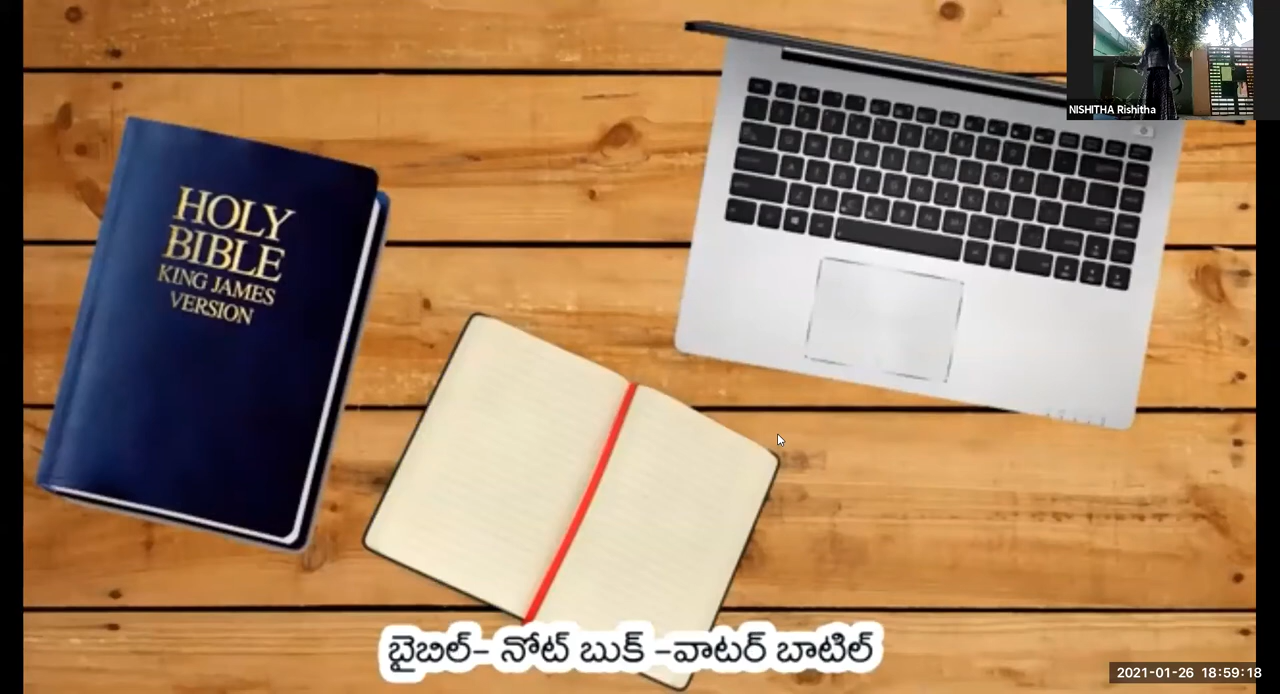 NISHITHA Rishitha
HOLY
BIBLE
KING JAMES
VERSION
బైబిల్- నోట్ బుక్ -వాటర్ బాటిల్
2021-01-26 18:59:18